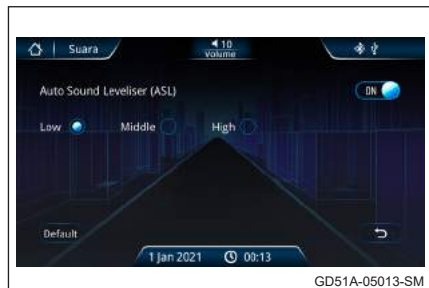 Suara
10
Volume
Auto Sound Leveliser (ASL)
ON
Low
Middle
High
Default
1 Jan 2021
00:13
GD51A-05013-SM